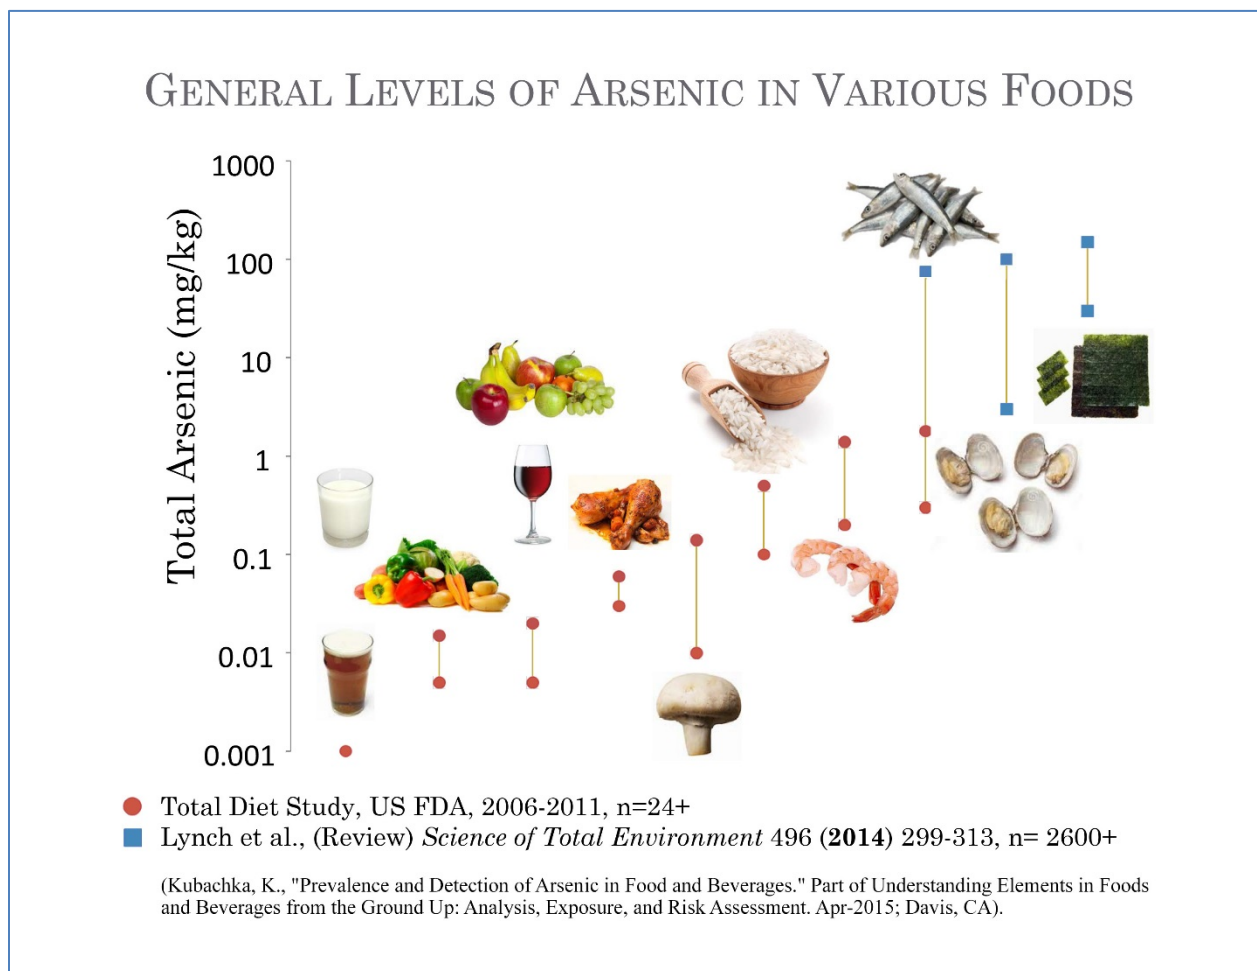 GENERAL LEVELS OF ARSENIC IN VARIOUS FOODS
Total Arsenic (mg/kg)
1000
100
10
1
0.1
0.01
0.001
Total Diet Study, US FDA, 2006-2011, n=24+
Lynch et al., (Review) Science of Total Environment 496 (2014) 299-313, n= 2600+
(Kubachka, K., "Prevalence and Detection of Arsenic in Food and Beverages." Part of Understanding Elements in Foods
and Beverages from the Ground Up: Analysis, Exposure, and Risk Assessment. Apr-2015; Davis, CA).